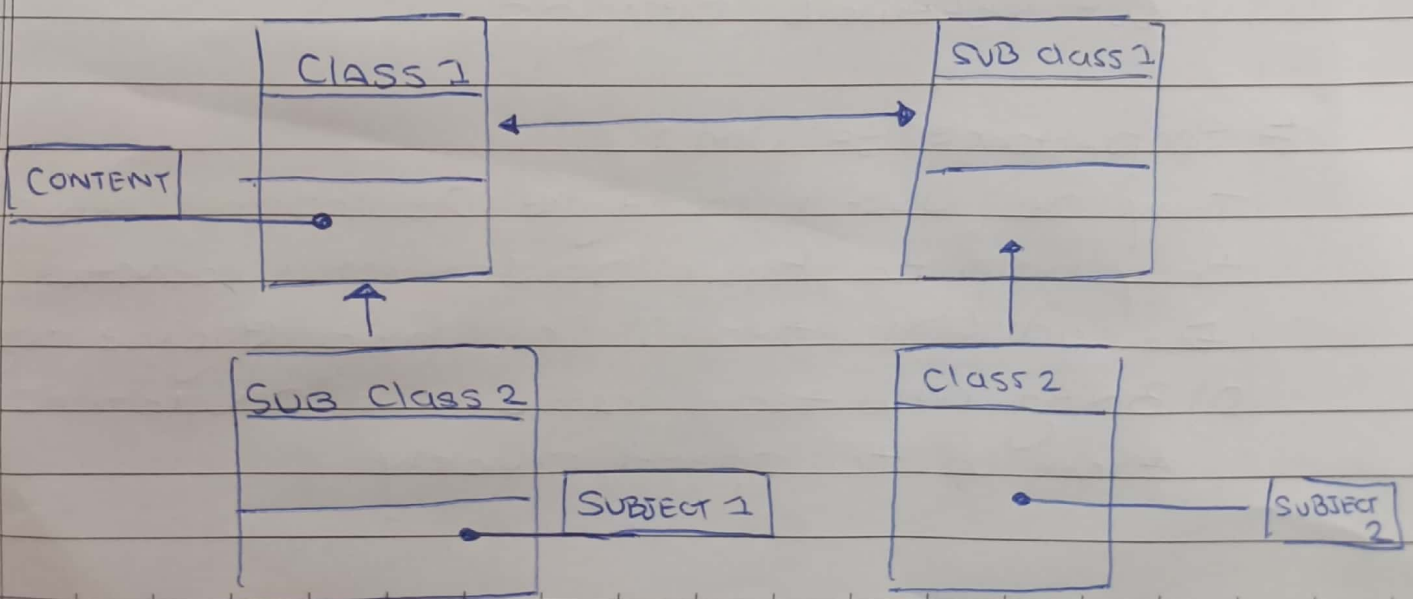 CLASS 1
SUB Class 1
CONTENT
SUB Class 2
Class 2
SUBJECT 1
SUBJECT
2